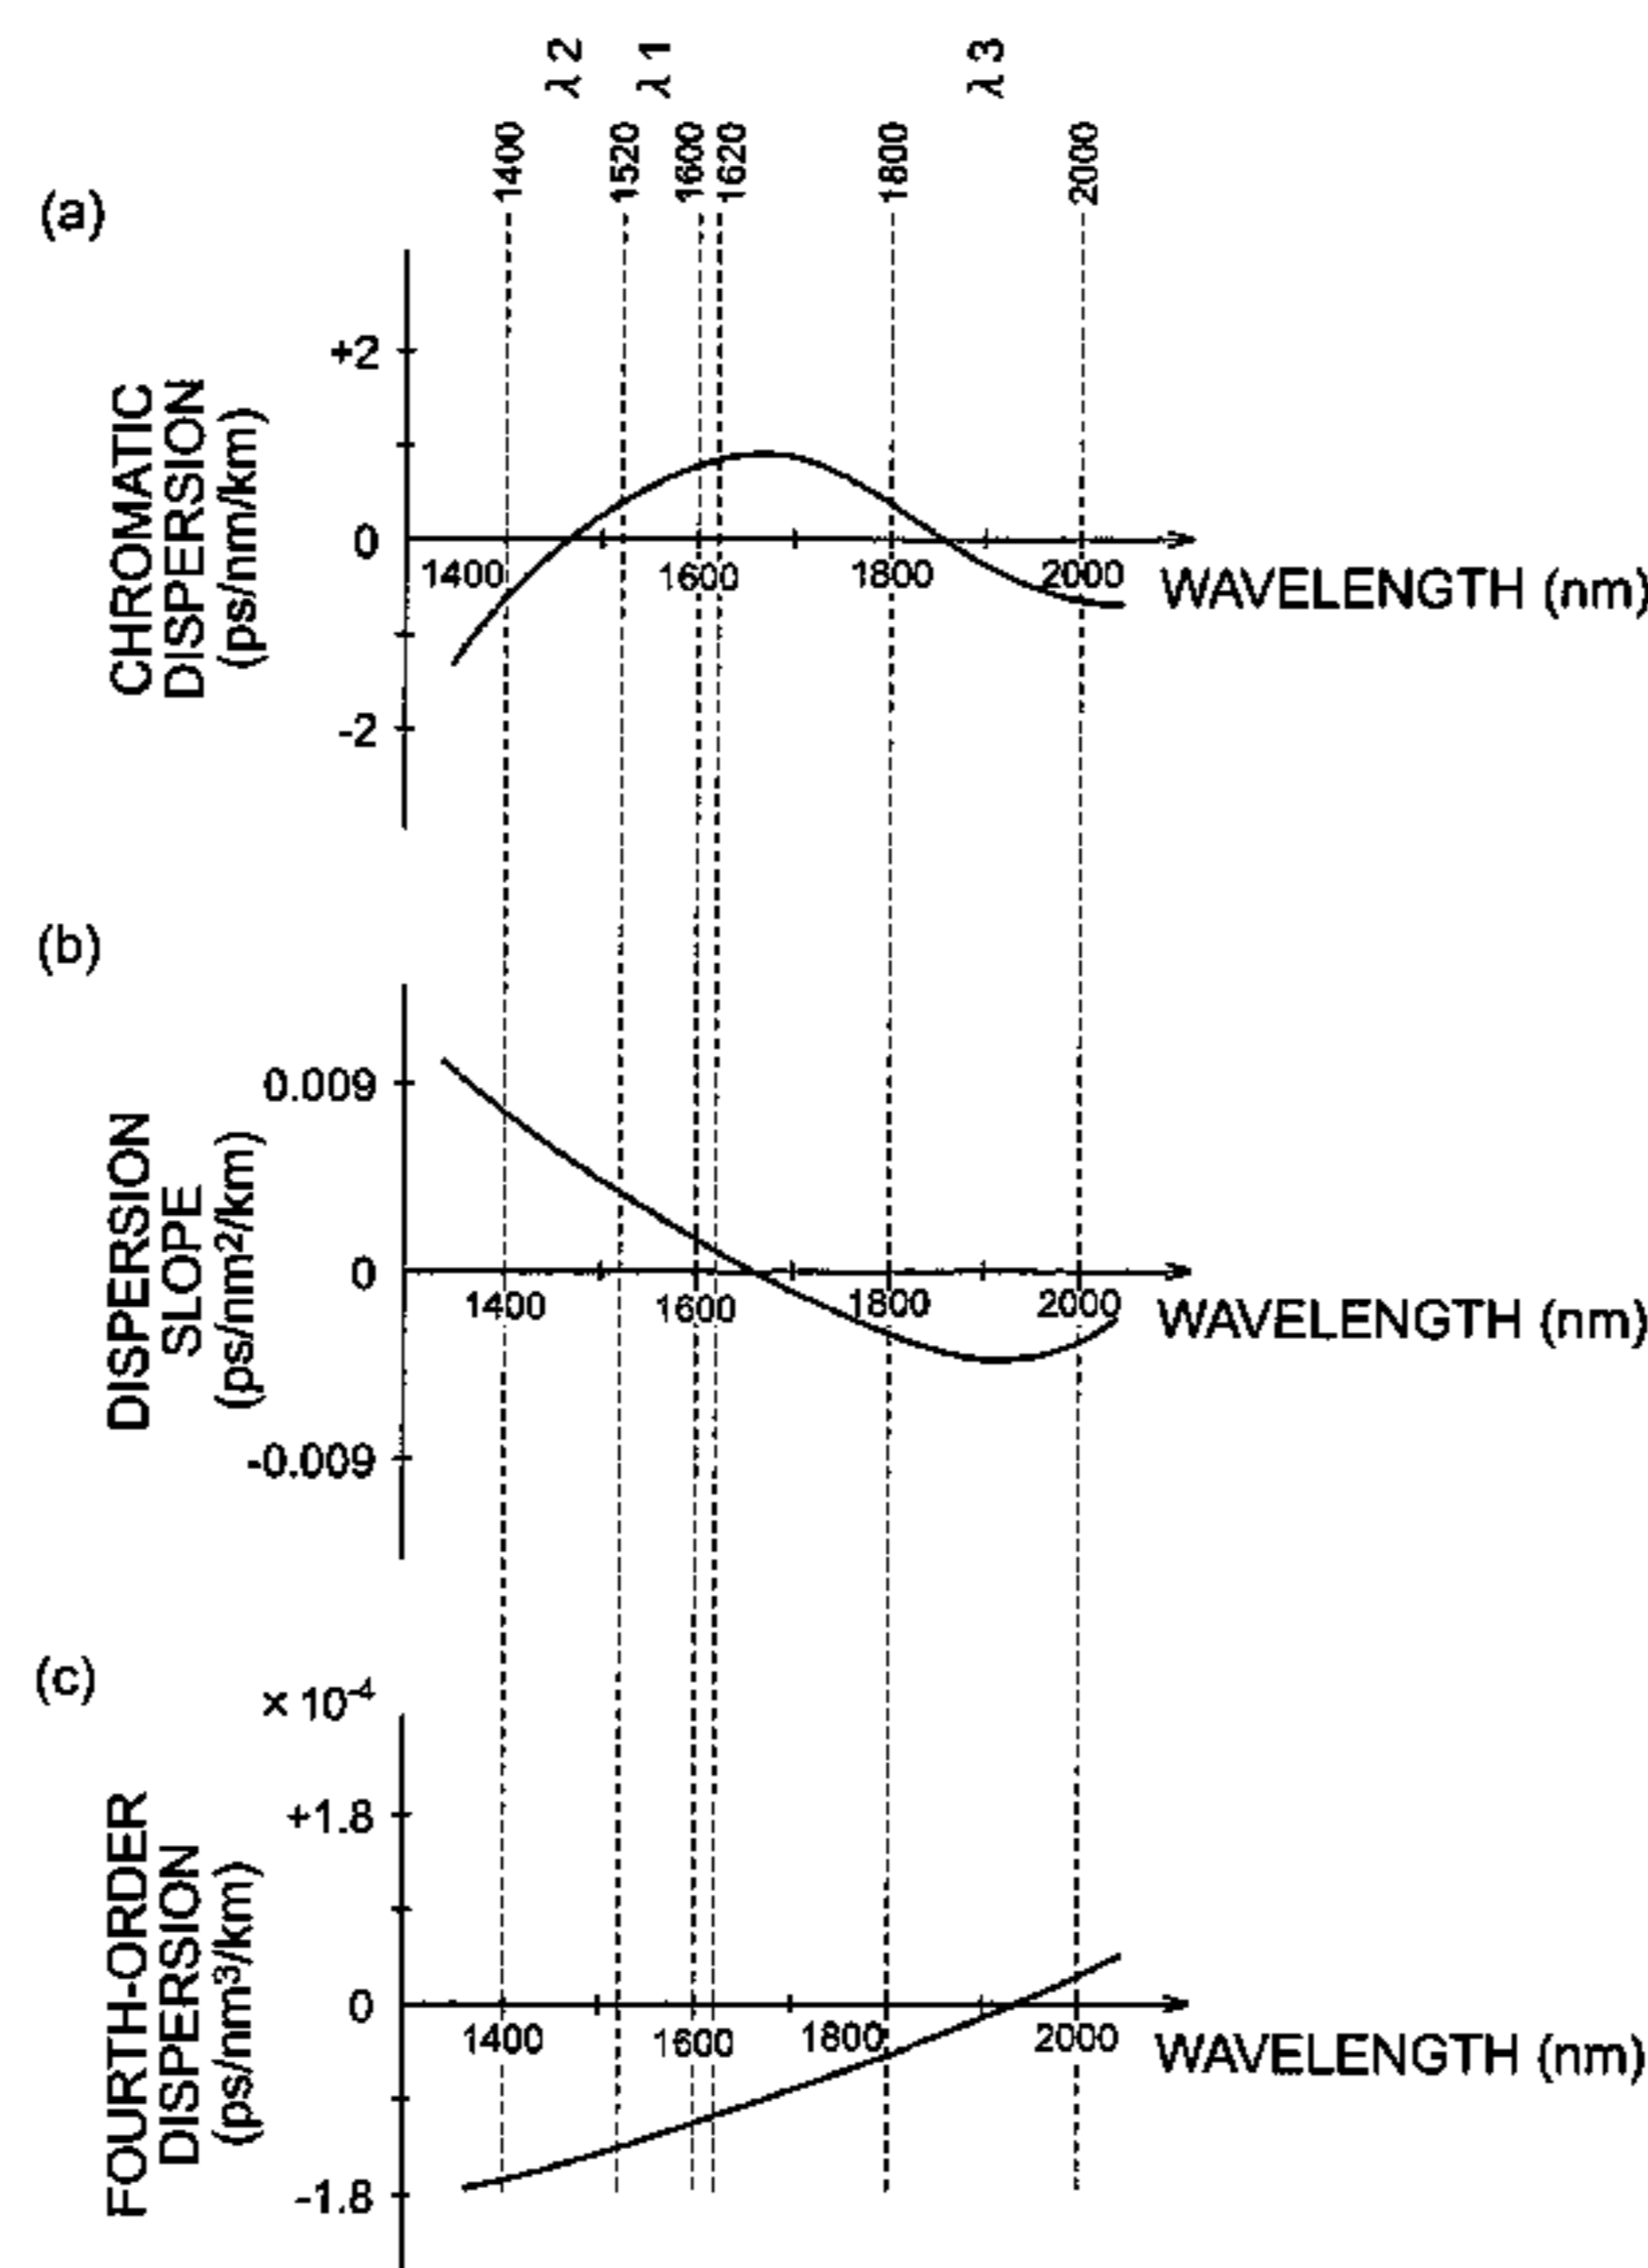 λ2 λ1 λ3
1400 1520 1600 1620 1800 2000
(a)
CHROMATIC
DISPERSION
(ps/nm/km)
+2
0
-2
1400 1600 1800 2000
WAVELENGTH (nm)
(b)
DISPERSION
SLOPE
(ps/nm²/km)
0.009
0
-0.009
1400 1600 1800 2000
WAVELENGTH (nm)
(c)
× 10⁻⁴
FOURTH-ORDER
DISPERSION
(ps/nm³/km)
+1.8
0
-1.8
1400 1600 1800 2000
WAVELENGTH (nm)